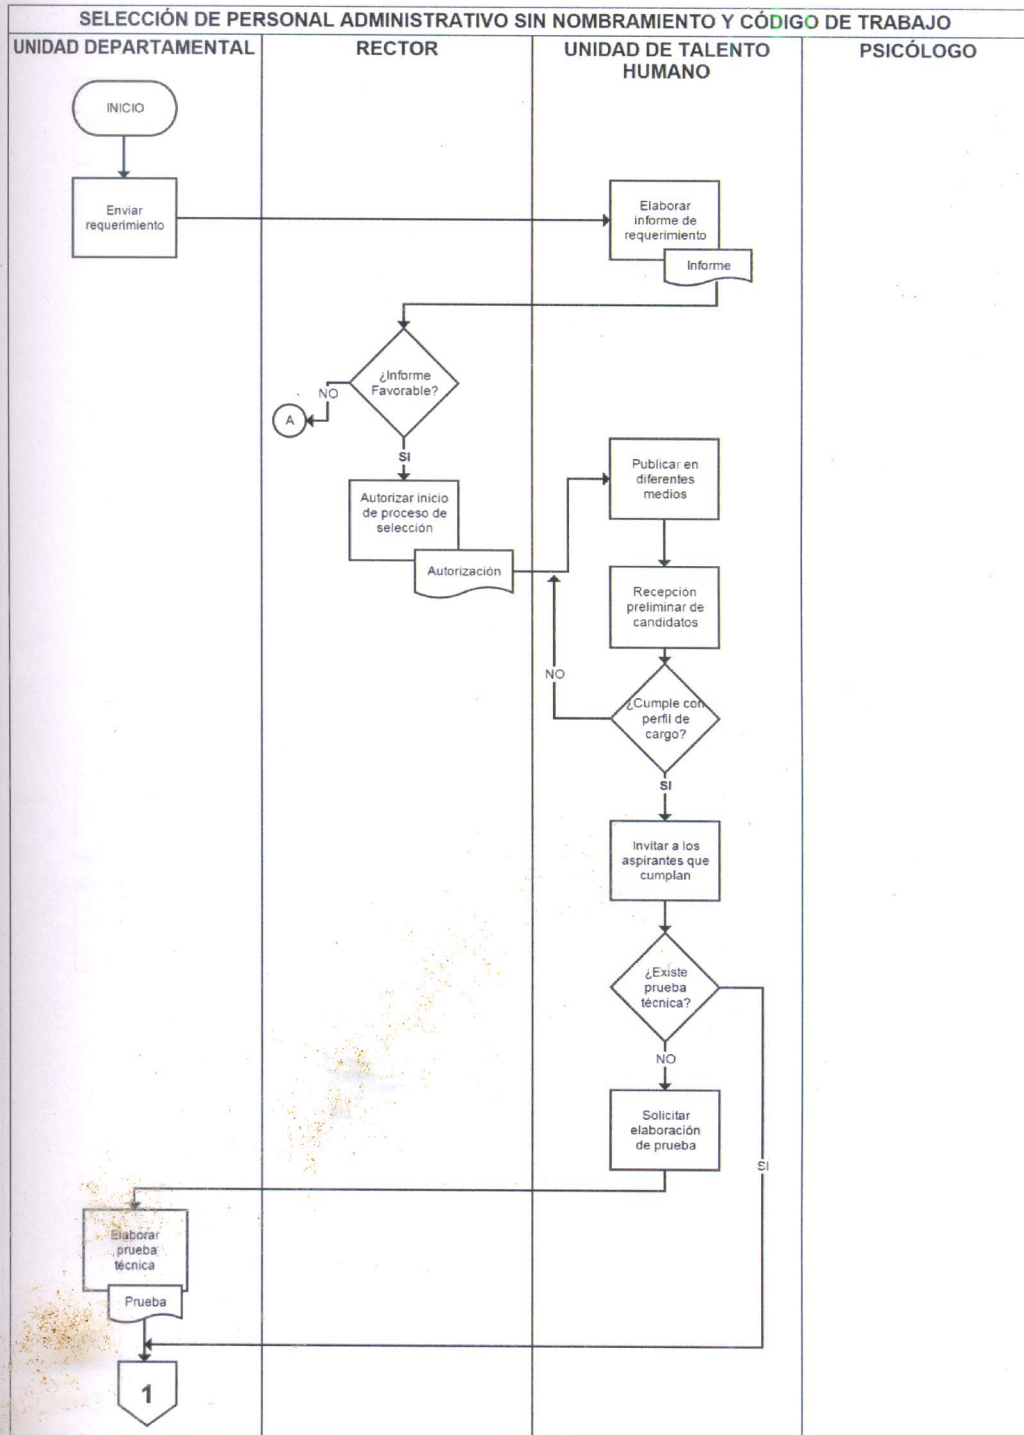 SELECCIÓN DE PERSONAL ADMINISTRATIVO SIN NOMBRAMIENTO Y CÓDIGO DE TRABAJO
UNIDAD DEPARTAMENTAL
RECTOR
UNIDAD DE TALENTO
HUMANO
PSICÓLOGO
INICIO
Enviar
requerimiento
Elaborar
informe de
requerimiento
Informe
¿Informe
Favorable?
NO
A
SI
Autorizar inicio
de proceso de
selección
Autorización
Publicar en
diferentes
medios
Recepción
preliminar de
candidatos
¿Cumple con
perfil de
cargo?
NO
SI
Invitar a los
aspirantes que
cumplan
¿Existe
prueba
técnica?
NO
SI
Solicitar
elaboración
de prueba
Elaborar
prueba
técnica
Prueba
1